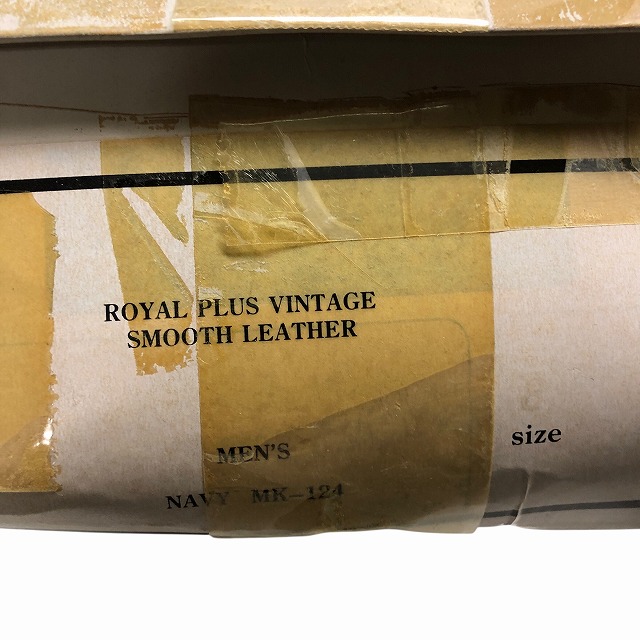 ROYAL PLUS VINTAGE
SMOOTH LEATHER
MEN'S
size
NAVY MK-124